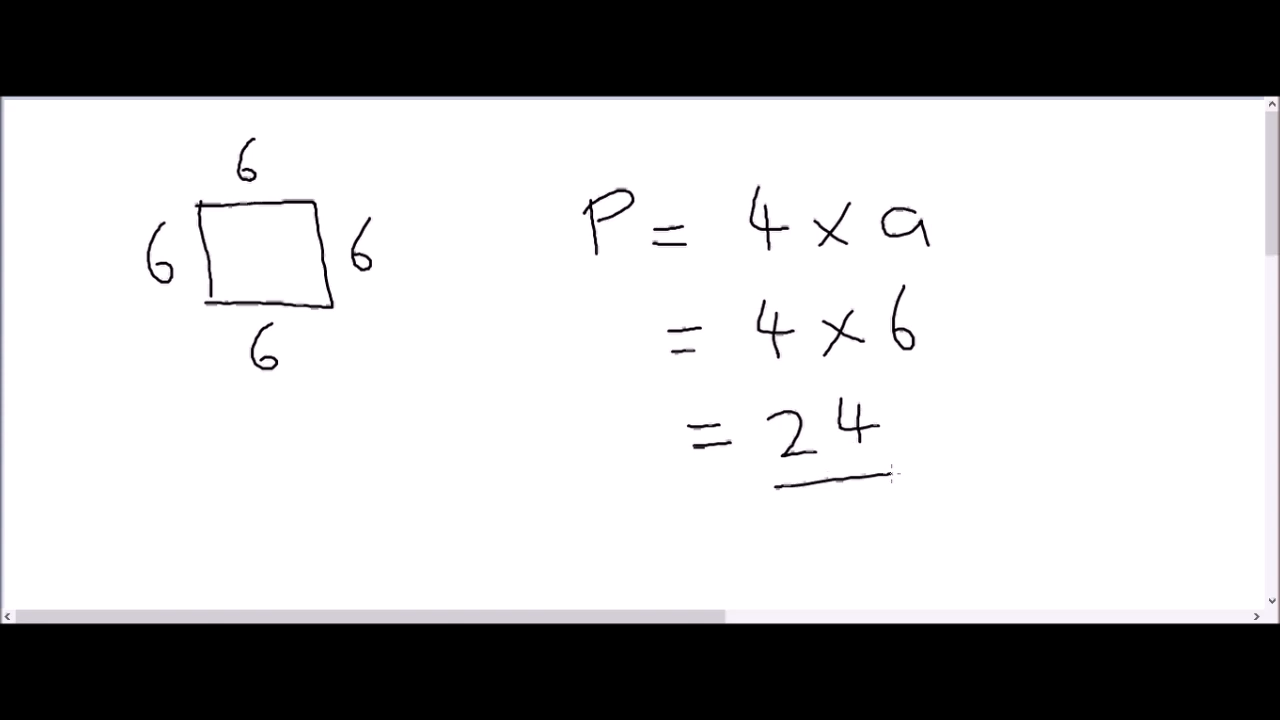 6
6 6
6
P = 4 × a
= 4 × 6
= 24